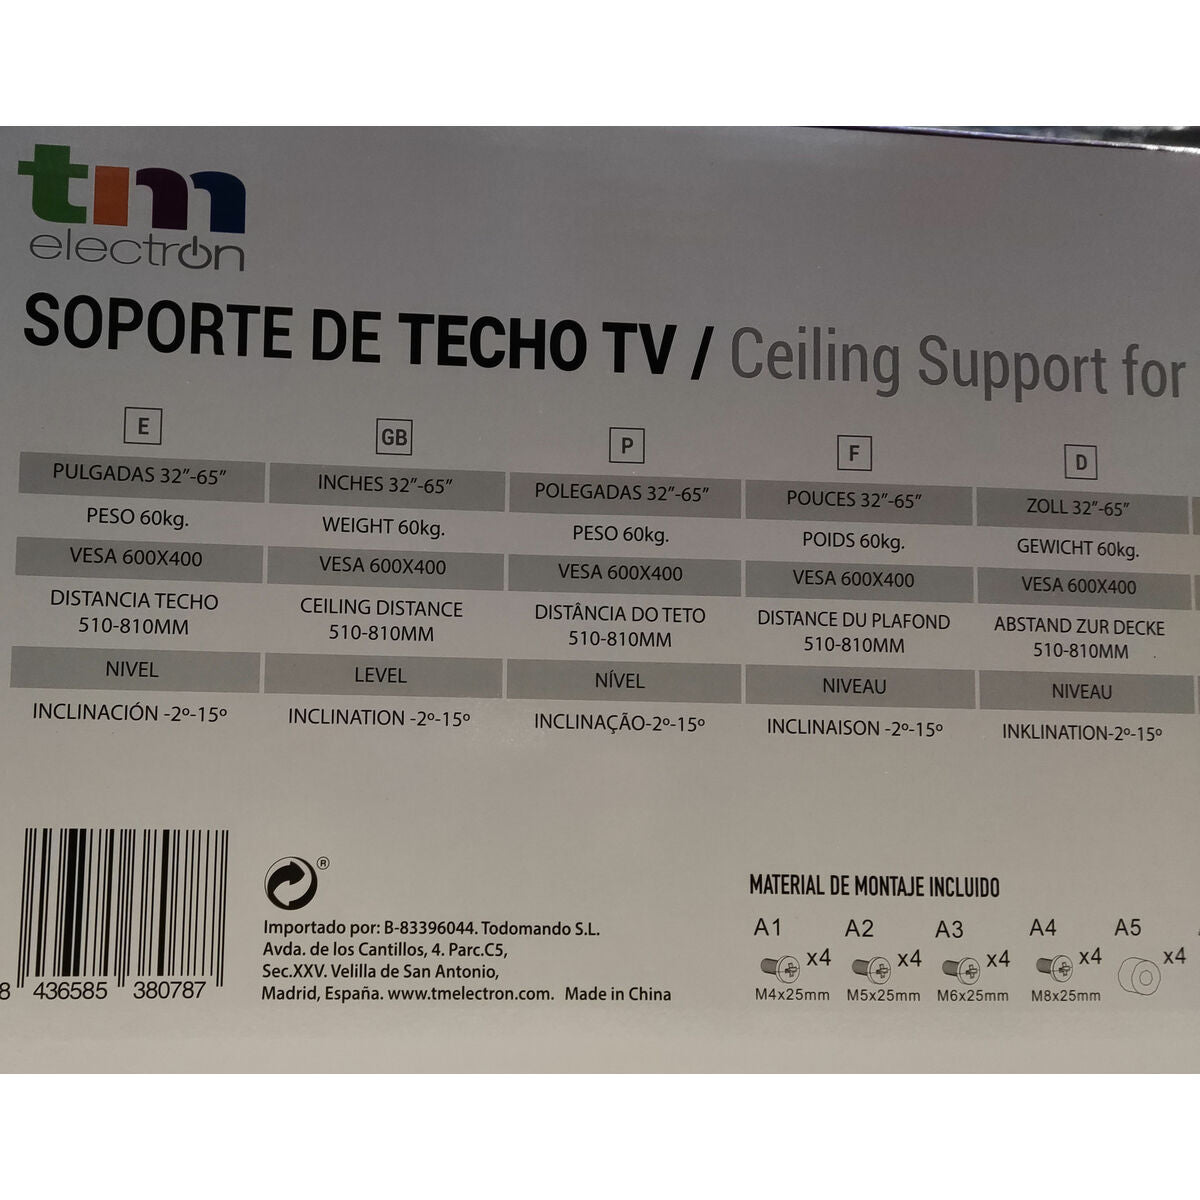 tm
electron
SOPORTE DE TECHO TV / Ceiling Support for
E
PULGADAS 32”-65”
PESO 60kg.
VESA 600X400
DISTANCIA TECHO
510-810MM
NIVEL
INCLINACIÓN -2º-15º
GB
INCHES 32”-65”
WEIGHT 60kg.
VESA 600X400
CEILING DISTANCE
510-810MM
LEVEL
INCLINATION -2º-15º
P
POLEGADAS 32”-65”
PESO 60kg.
VESA 600X400
DISTÂNCIA DO TETO
510-810MM
NÍVEL
INCLINAÇÃO-2º-15º
F
POUCES 32”-65”
POIDS 60kg.
VESA 600X400
DISTANCE DU PLAFOND
510-810MM
NIVEAU
INCLINAISON -2º-15º
D
ZOLL 32”-65”
GEWICHT 60kg.
VESA 600X400
ABSTAND ZUR DECKE
510-810MM
NIVEAU
INKLINATION-2º-15º
8 436585 380787
®
Importado por: B-83396044. Todomando S.L.
Avda. de los Cantillos, 4. Parc.C5,
Sec.XXV. Velilla de San Antonio,
Madrid, España. www.tmelectron.com. Made in China
MATERIAL DE MONTAJE INCLUIDO
A1 A2 A3 A4 A5
x4 x4 x4 x4 x4
M4x25mm M5x25mm M6x25mm M8x25mm